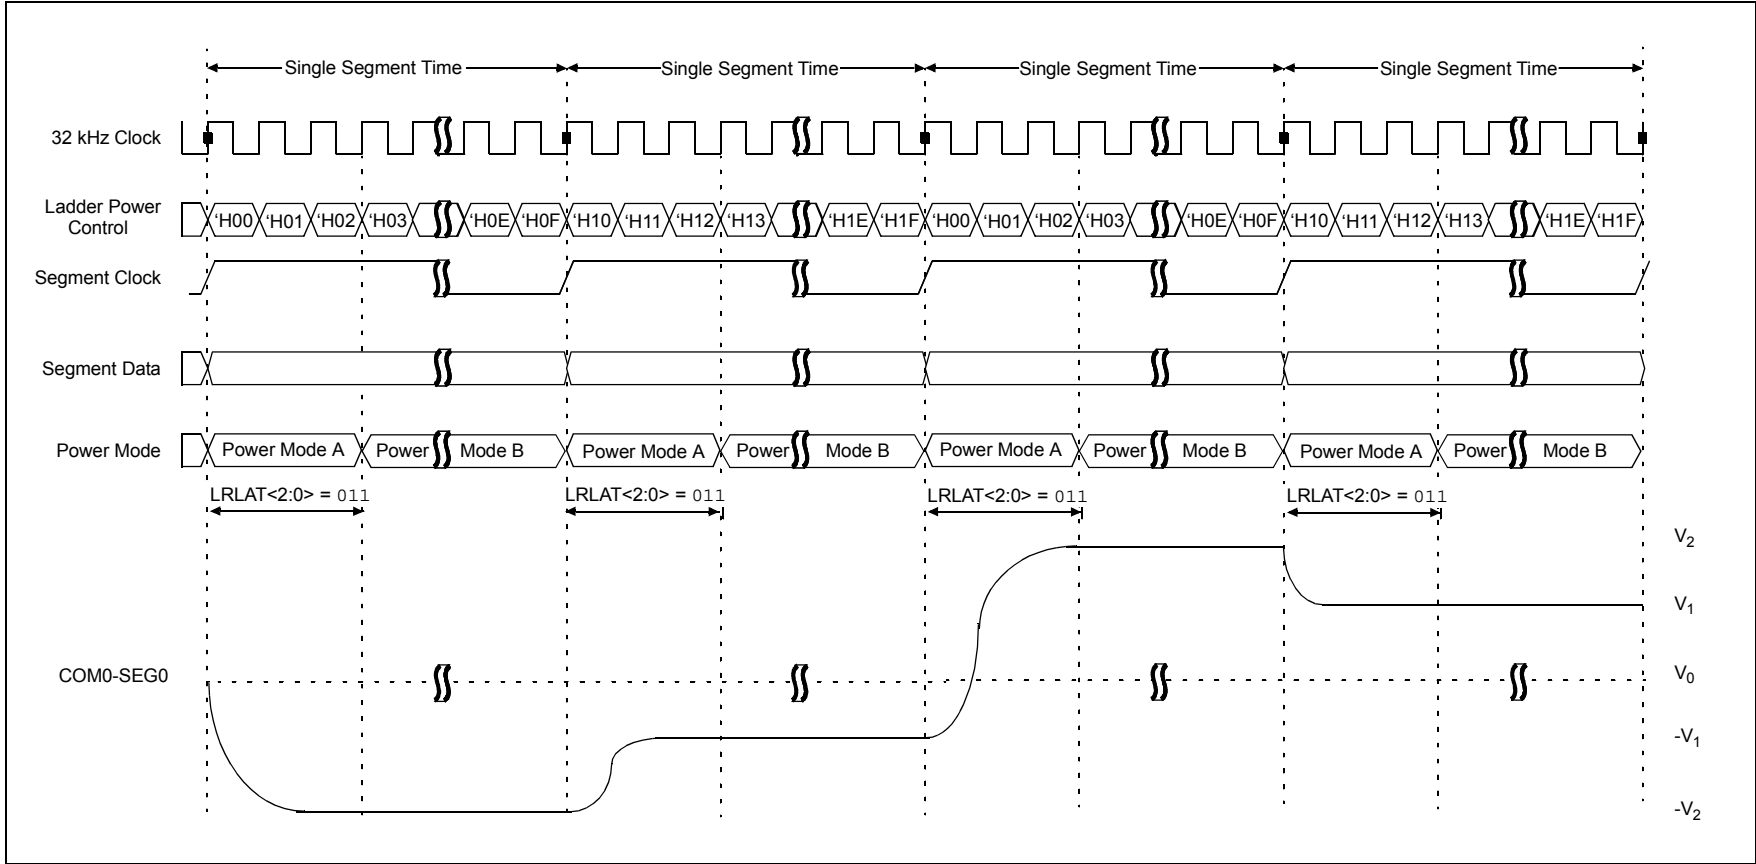 Single Segment Time Single Segment Time Single Segment Time Single Segment Time
32 kHz Clock
Ladder Power
Control
'H00 'H01 'H02 'H03 'H0E 'H0F 'H10 'H11 'H12 'H13 'H1E 'H1F 'H00 'H01 'H02 'H03 'H0E 'H0F 'H10 'H11 'H12 'H13 'H1E 'H1F
Segment Clock
Segment Data
Power Mode Power Mode A Power Mode B Power Mode A Power Mode B Power Mode A Power Mode B Power Mode A Power Mode B
LRLAT<2:0> = 011 LRLAT<2:0> = 011 LRLAT<2:0> = 011 LRLAT<2:0> = 011
V2
V1
COM0-SEG0 V0
-V1
-V2